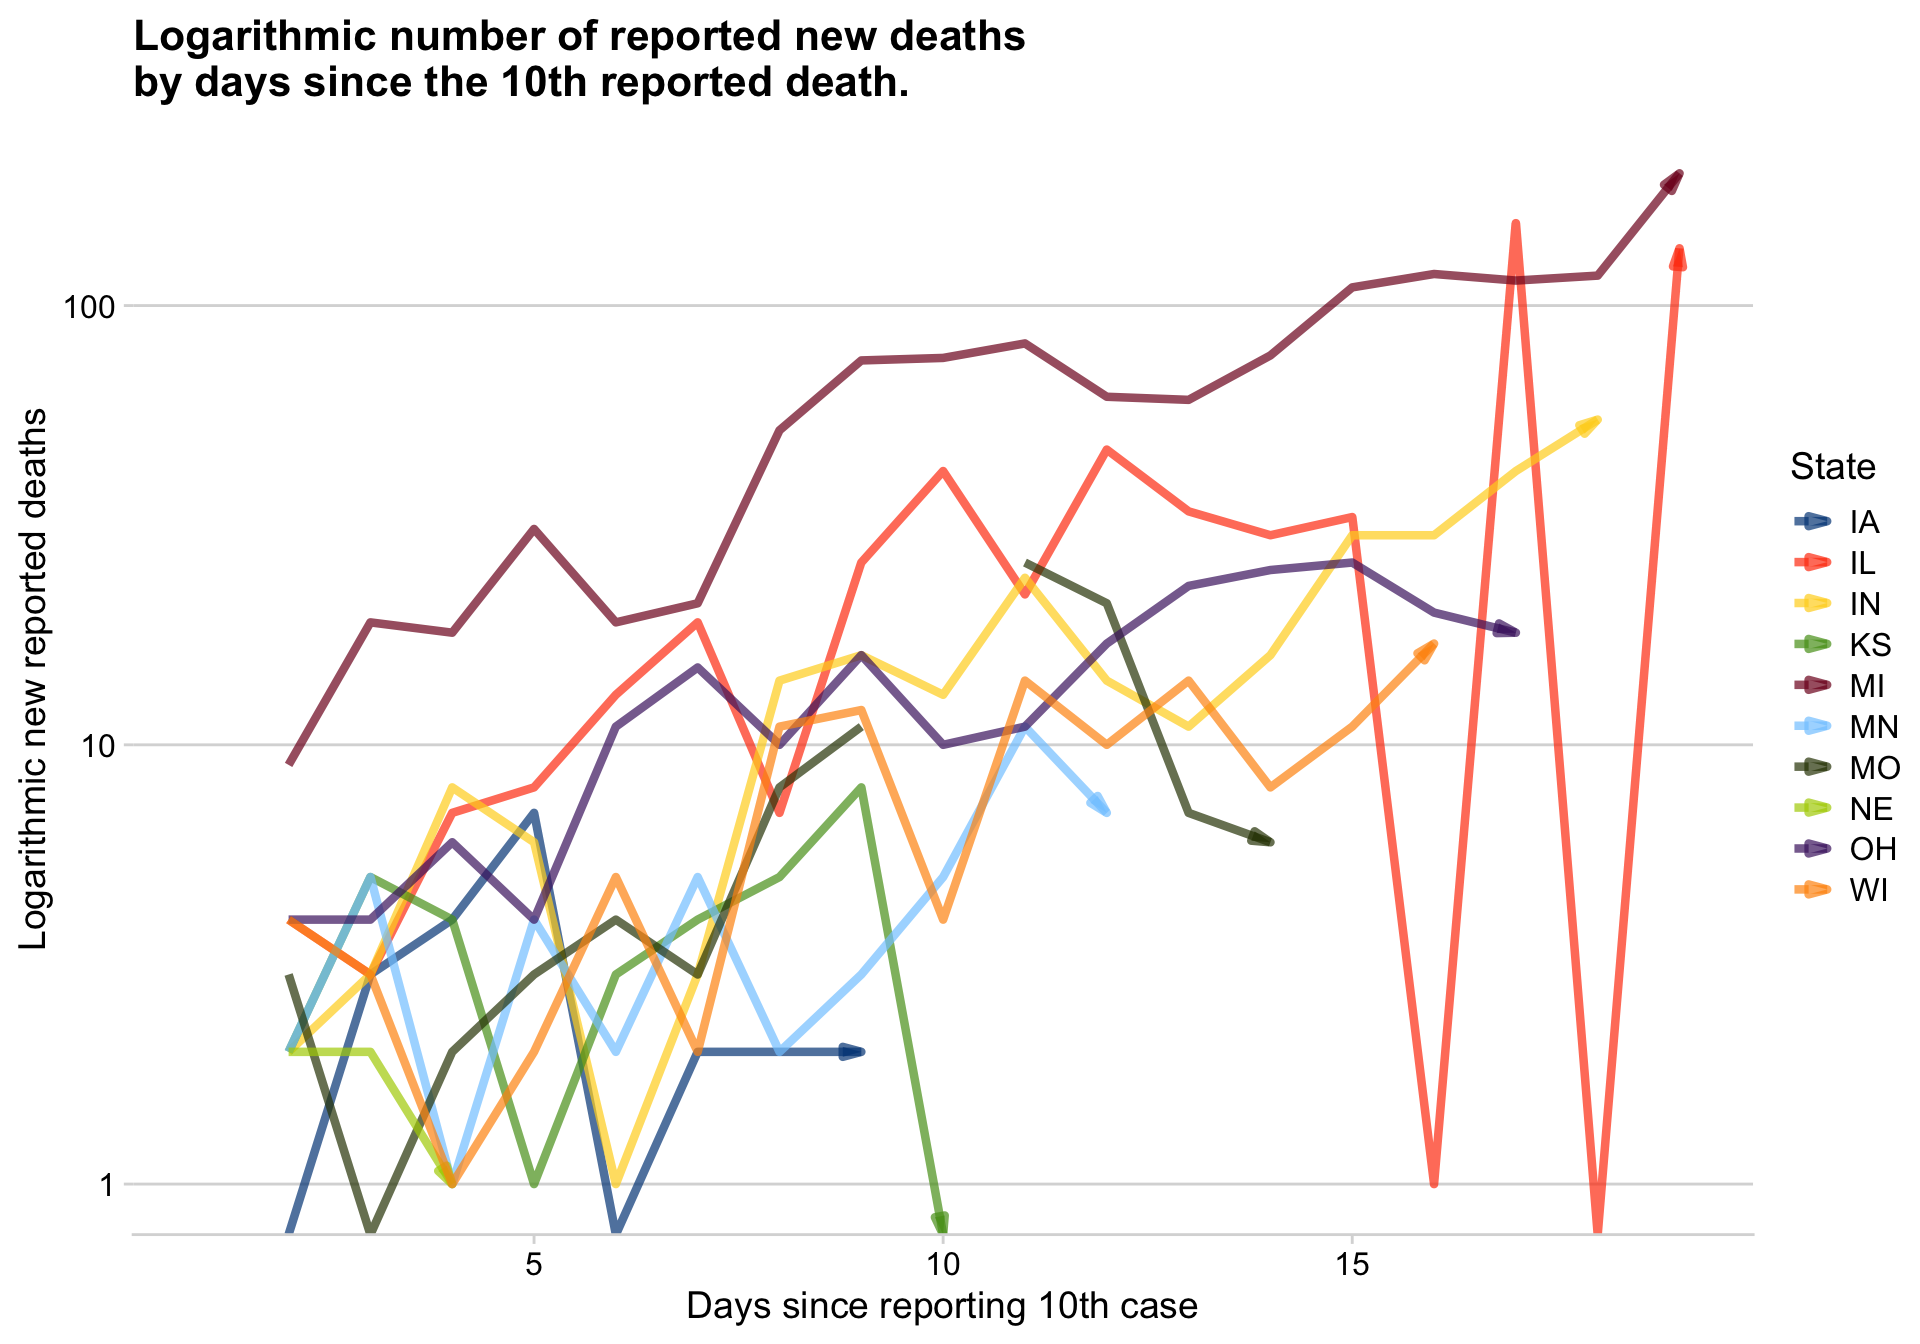 Logarithmic number of reported new deaths
by days since the 10th reported death.
Logarithmic new reported deaths
100
10
1
5
10
15
Days since reporting 10th case
State
IA
IL
IN
KS
MI
MN
MO
NE
OH
WI